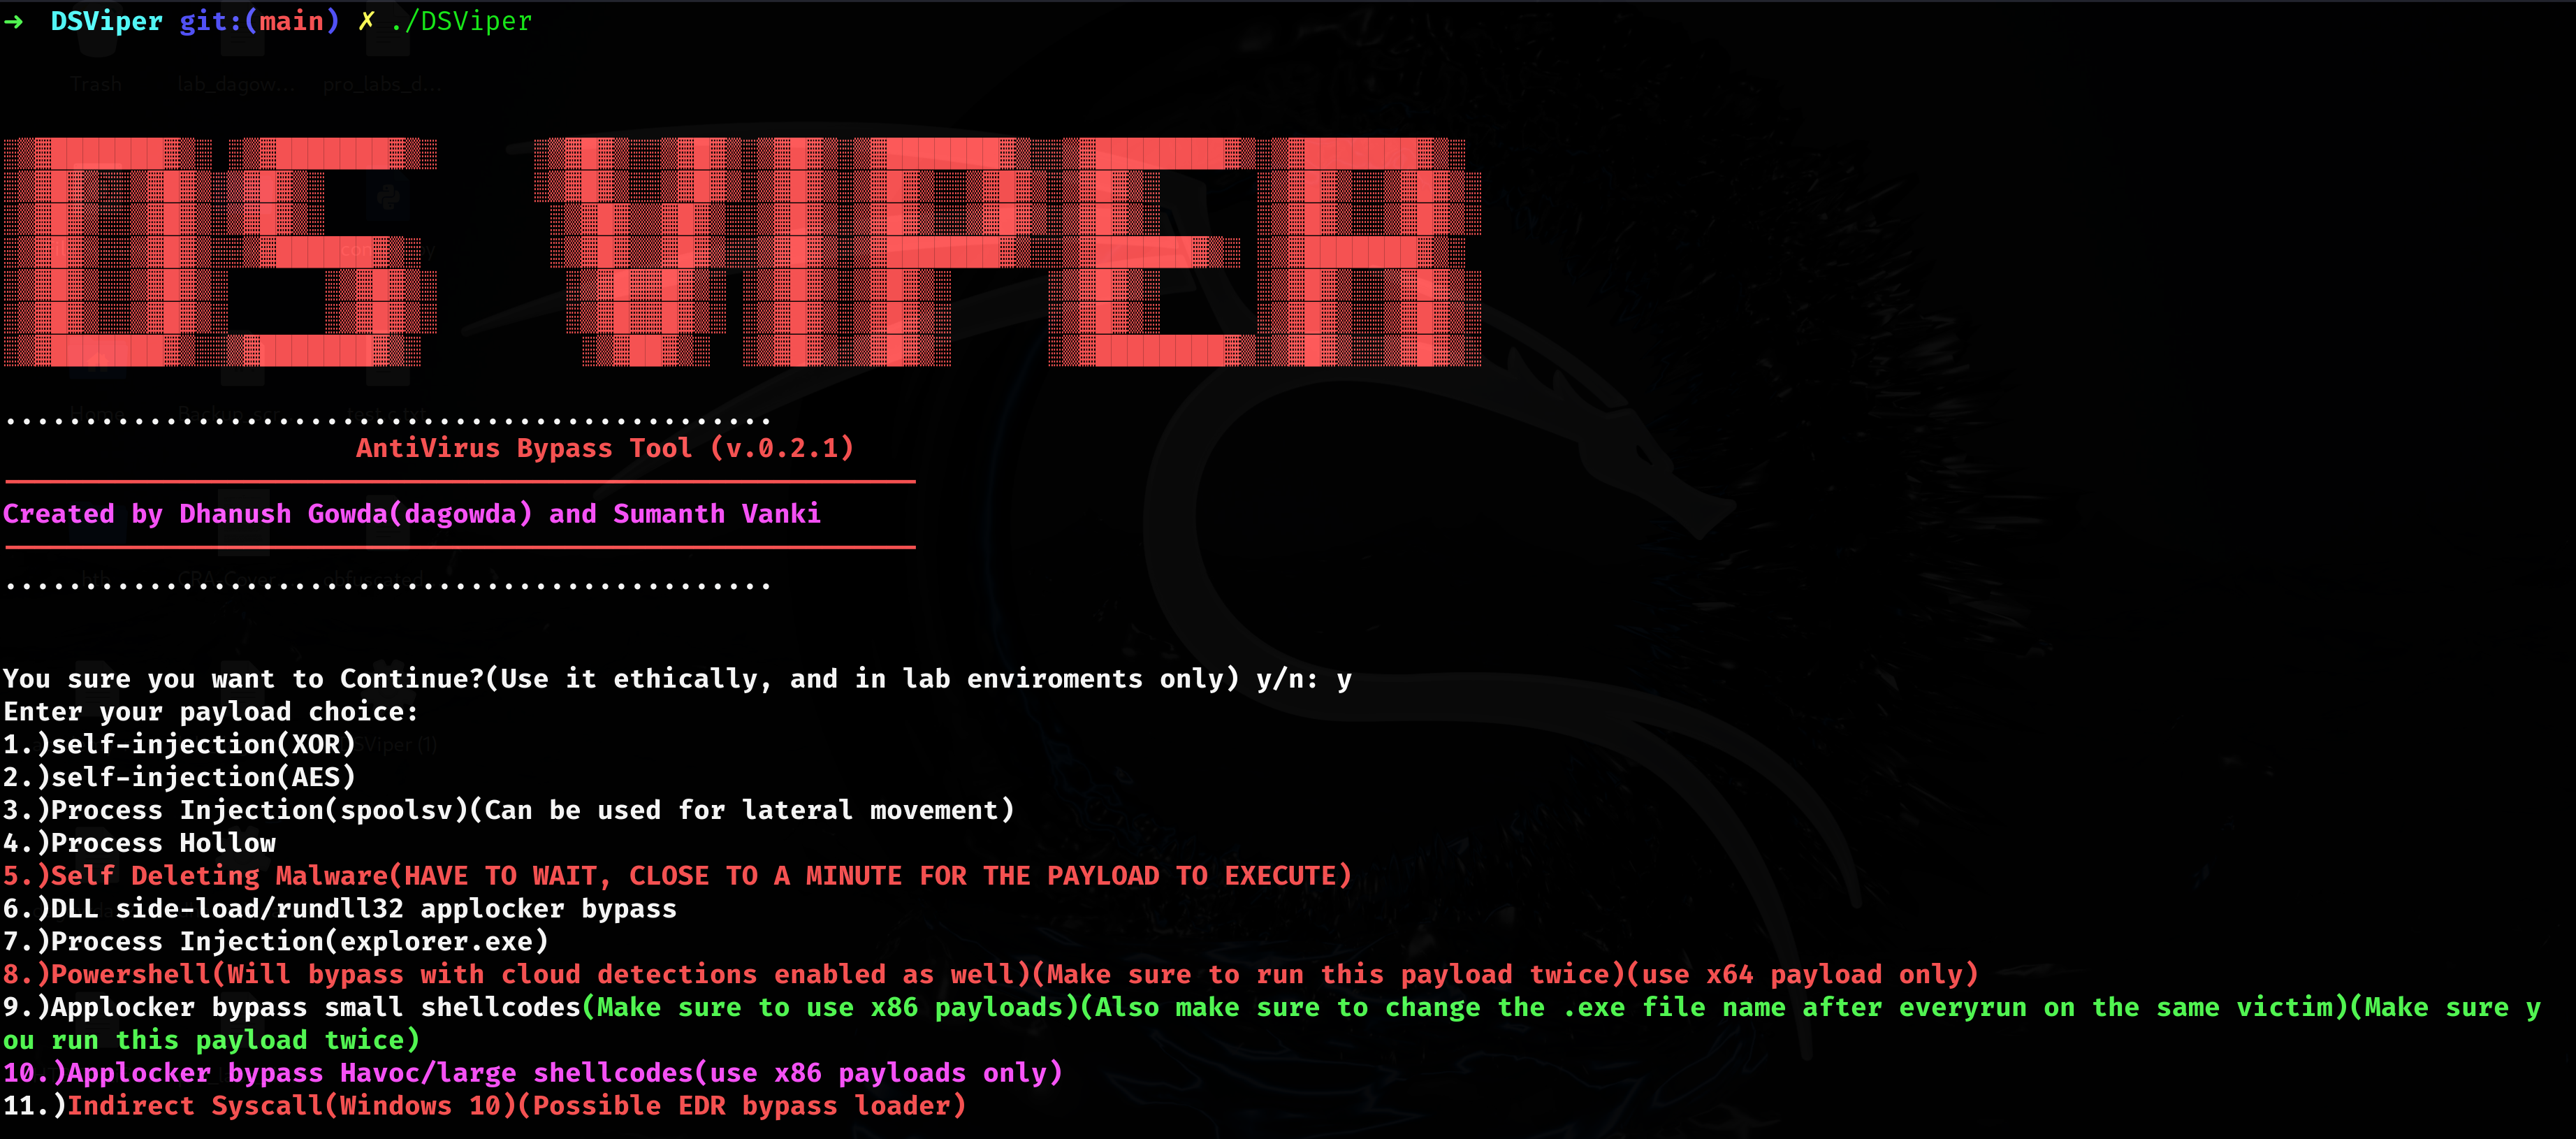 → DSViper git:(main) ✗ ./DSViper
Trash lab_dagow... pro_labs_d...
DS VIPER
Home
..................................................
AntiVirus Bypass Tool (v.0.2.1)
Created by Dhanush Gowda(dagowda) and Sumanth Vanki
..................................................
You sure you want to Continue?(Use it ethically, and in lab enviroments only) y/n: y
Enter your payload choice:
1.)self-injection(XOR)
2.)self-injection(AES)
3.)Process Injection(spoolsv)(Can be used for lateral movement)
4.)Process Hollow
5.)Self Deleting Malware(HAVE TO WAIT, CLOSE TO A MINUTE FOR THE PAYLOAD TO EXECUTE)
6.)DLL side-load/rundll32 applocker bypass
7.)Process Injection(explorer.exe)
8.)Powershell(Will bypass with cloud detections enabled as well)(Make sure to run this payload twice)(use x64 payload only)
9.)Applocker bypass small shellcodes(Make sure to use x86 payloads)(Also make sure to change the .exe file name after everyrun on the same victim)(Make sure y
ou run this payload twice)
10.)Applocker bypass Havoc/large shellcodes(use x86 payloads only)
11.)Indirect Syscall(Windows 10)(Possible EDR bypass loader)